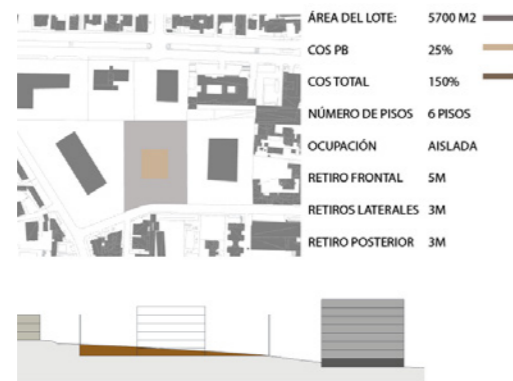 ÁREA DEL LOTE: 5700 M2
COS PB 25%
COS TOTAL 150%
NÚMERO DE PISOS 6 PISOS
OCUPACIÓN AISLADA
RETIRO FRONTAL 5M
RETIROS LATERALES 3M
RETIRO POSTERIOR 3M